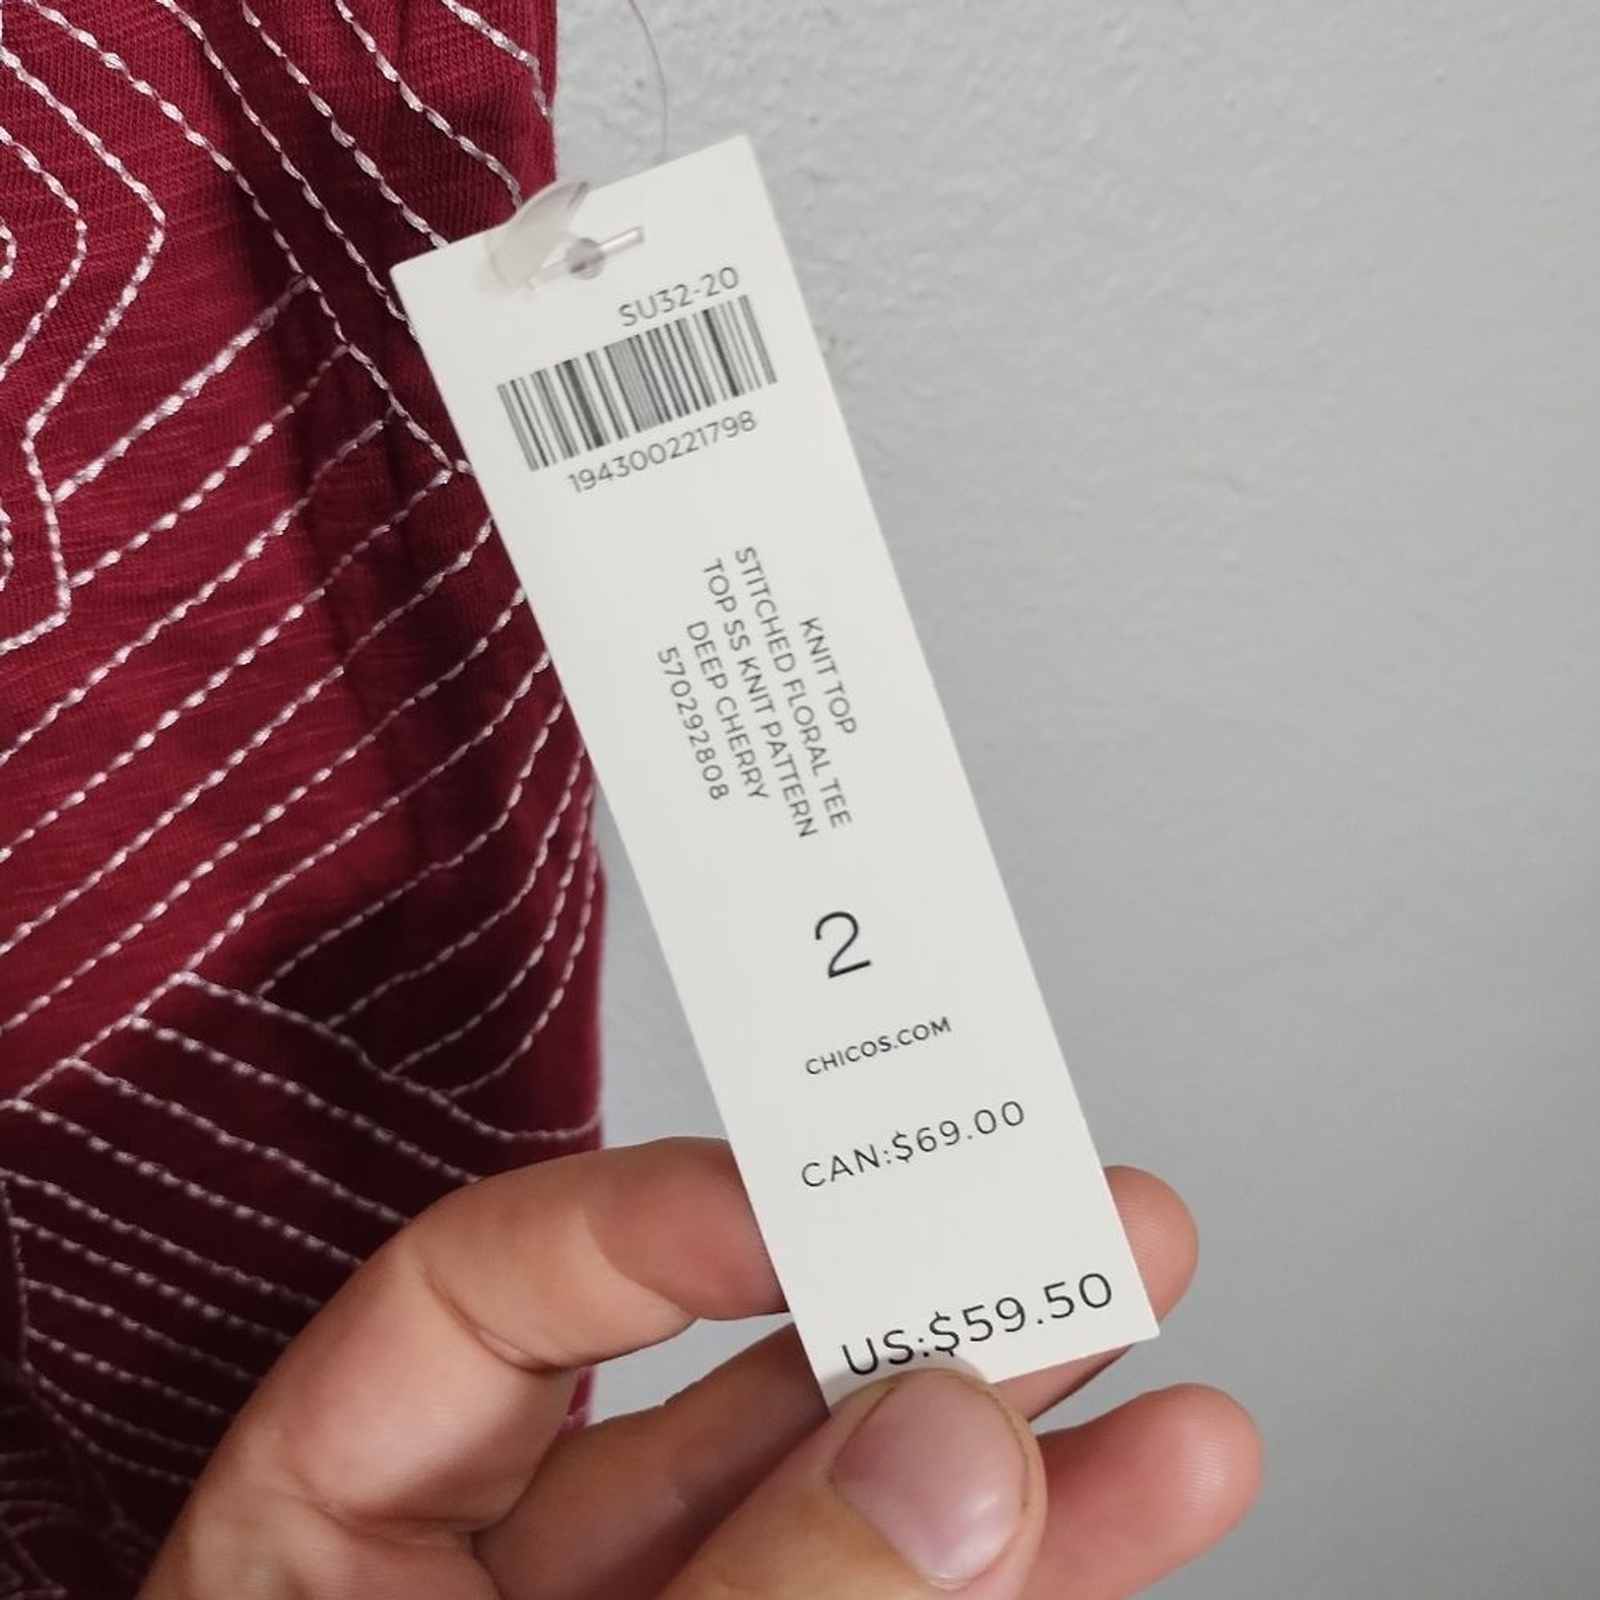 SU32-20
194300221798
KNIT TOP
STITCHED FLORAL TEE
TOP SS KNIT PATTERN
DEEP CHERRY
570292808
2
CHICOS.COM
CAN:$69.00
US:$59.50